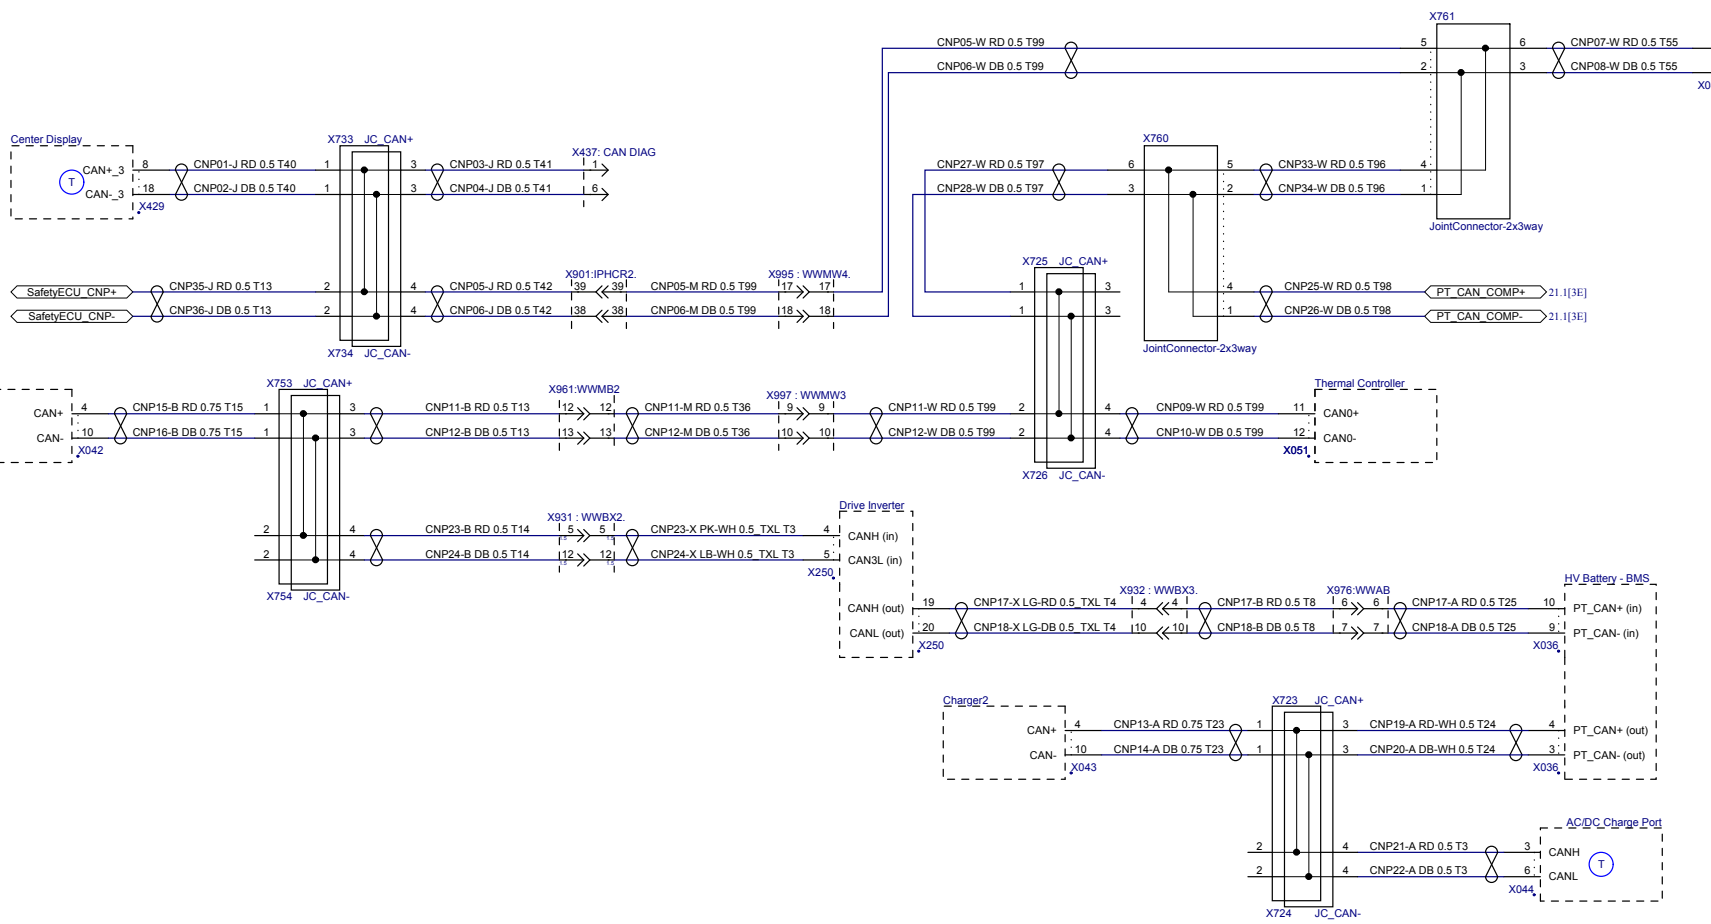 X761
CNP05-W RD 0.5 T99 5 6 CNP07-W RD 0.5 T55
CNP06-W DB 0.5 T99 2 3 CNP08-W DB 0.5 T55
X0
Center Display X733 JC_CAN+ X760
X437: CAN DIAG
CAN+_3 8 CNP01-J RD 0.5 T40 1 3 CNP03-J RD 0.5 T41 1 CNP27-W RD 0.5 T97 6 5 CNP33-W RD 0.5 T96 4
T
CAN-_3 18 CNP02-J DB 0.5 T40 1 3 CNP04-J DB 0.5 T41 6 CNP28-W DB 0.5 T97 3 2 CNP34-W DB 0.5 T96 1
X429
JointConnector-2x3way
X725 JC_CAN+
X901:IPHCR2. X995 : WWMW4.
SafetyECU_CNP+ CNP35-J RD 0.5 T13 2 4 CNP05-J RD 0.5 T42 39 39 CNP05-M RD 0.5 T99 17 17 1 3 4 CNP25-W RD 0.5 T98 PT_CAN_COMP+ 21.1[3E]
SafetyECU_CNP- CNP36-J DB 0.5 T13 2 4 CNP06-J DB 0.5 T42 38 38 CNP06-M DB 0.5 T99 18 18 1 3 1 CNP26-W DB 0.5 T98 PT_CAN_COMP- 21.1[3E]
X734 JC_CAN- JointConnector-2x3way
X753 JC_CAN+ X961:WWMB2 X997 : WWMW3 Thermal Controller
CAN+ 4 CNP15-B RD 0.75 T15 1 3 CNP11-B RD 0.5 T13 12 12 CNP11-M RD 0.5 T36 9 9 CNP11-W RD 0.5 T99 2 4 CNP09-W RD 0.5 T99 11 CAN0+
CAN- 10 CNP16-B DB 0.75 T15 1 3 CNP12-B DB 0.5 T13 13 13 CNP12-M DB 0.5 T36 10 10 CNP12-W DB 0.5 T99 2 4 CNP10-W DB 0.5 T99 12 CAN0-
X042 X051
X726 JC_CAN-
Drive Inverter
X931 : WWBX2.
2 4 CNP23-B RD 0.5 T14 5 5 CNP23-X PK-WH 0.5_TXL T3 4 CANH (in)
1.5 1.5
2 4 CNP24-B DB 0.5 T14 12 12 CNP24-X LB-WH 0.5_TXL T3 5 CAN3L (in)
1.5 1.5
X250
X754 JC_CAN-
X932 : WWBX3. X976:WWAB HV Battery - BMS
CANH (out) 19 CNP17-X LG-RD 0.5_TXL T4 4 4 CNP17-B RD 0.5 T8 6 6 CNP17-A RD 0.5 T25 10 PT_CAN+ (in)
CANL (out) 20 CNP18-X LG-DB 0.5_TXL T4 10 10 CNP18-B DB 0.5 T8 7 7 CNP18-A DB 0.5 T25 9 PT_CAN- (in)
X250 X036
Charger2 X723 JC_CAN+
CAN+ 4 CNP13-A RD 0.75 T23 1 3 CNP19-A RD-WH 0.5 T24 4 PT_CAN+ (out)
CAN- 10 CNP14-A DB 0.75 T23 1 3 CNP20-A DB-WH 0.5 T24 3 PT_CAN- (out)
X043 X036
AC/DC Charge Port
2 4 CNP21-A RD 0.5 T3 3 CANH
T
2 4 CNP22-A DB 0.5 T3 6 CANL
X044
X724 JC_CAN-